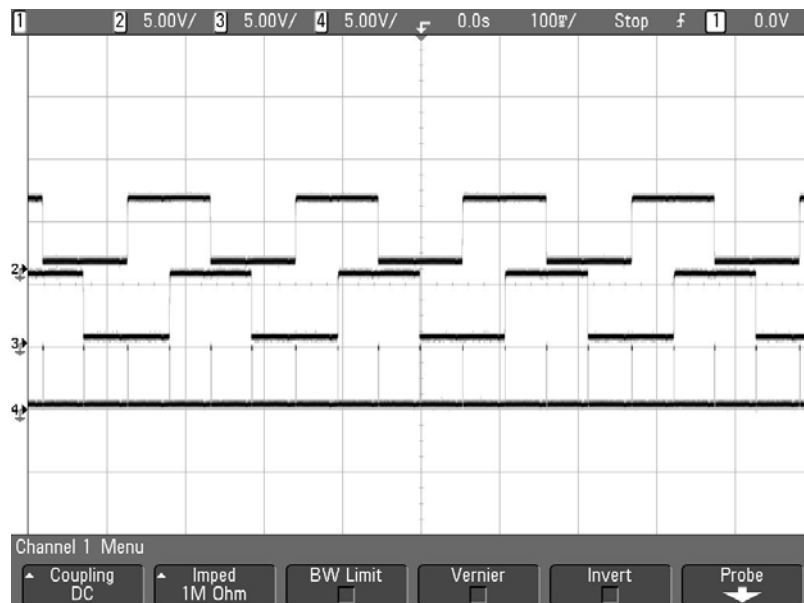 1 2 5.00V/ 3 5.00V/ 4 5.00V/ 0.0s 100㎷/ Stop 1 0.0V
2
3
4
Channel 1 Menu
Coupling Imped BW Limit Vernier Invert Probe
DC 1M Ohm